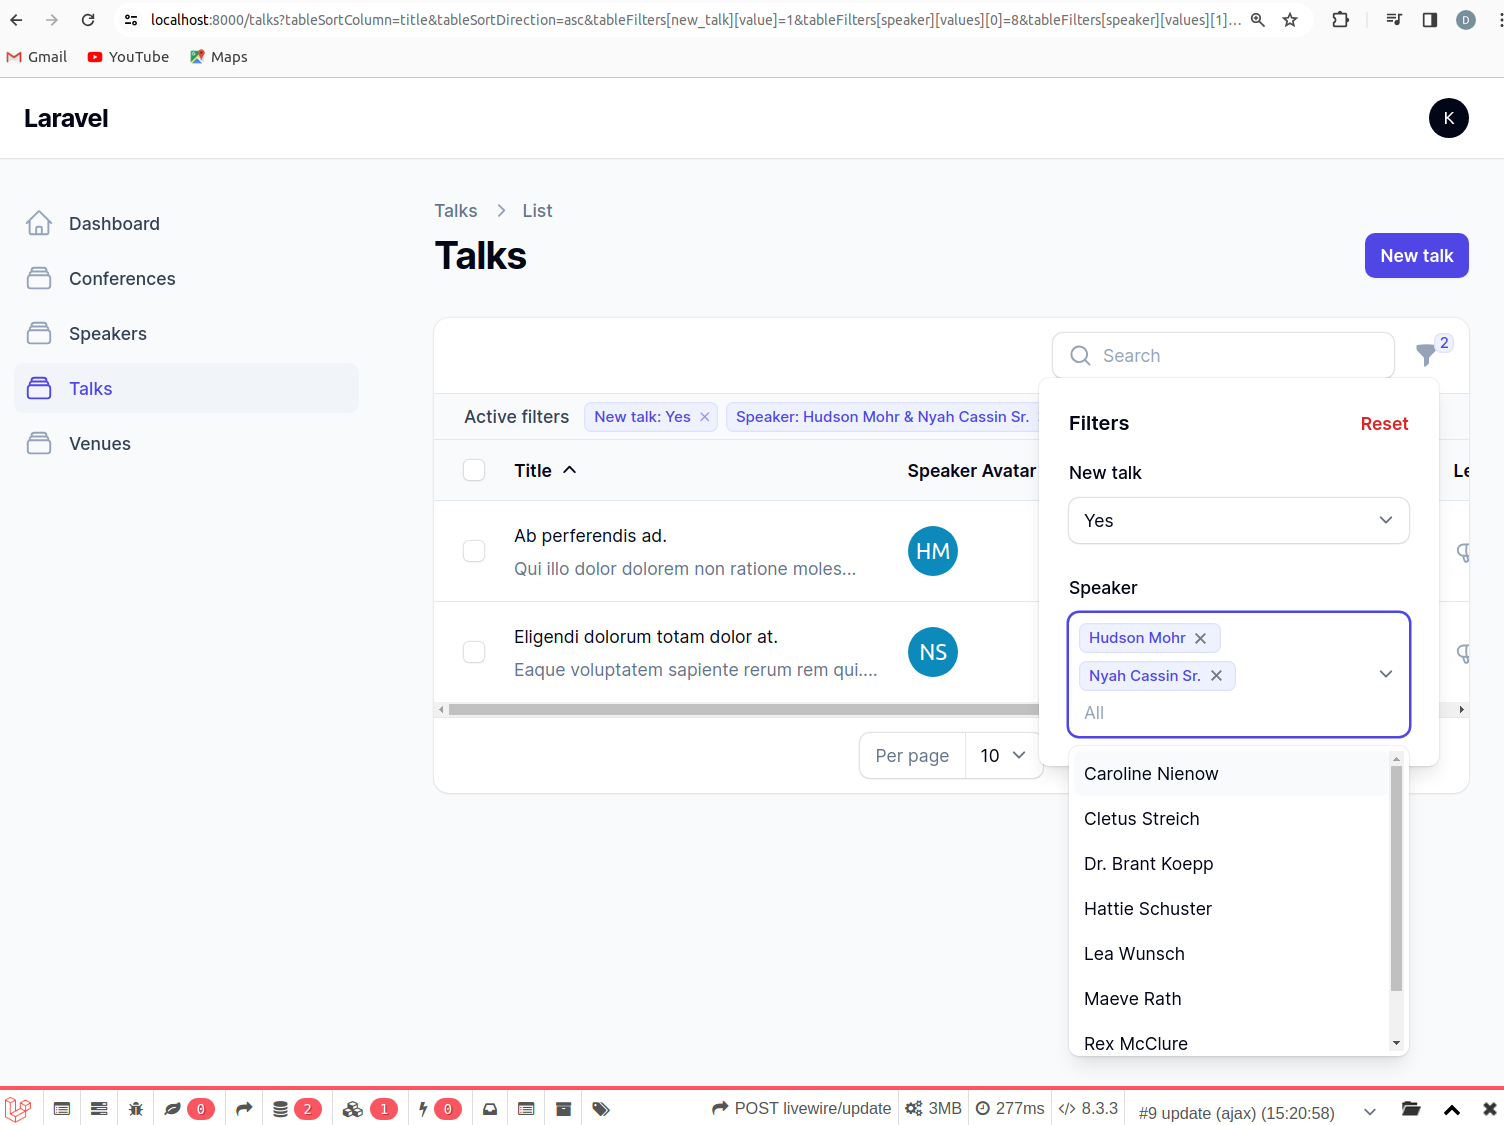 localhost:8000/talks?tableSortColumn=title&tableSortDirection=asc&tableFilters[new_talk][value]=1&tableFilters[speaker][values][0]=8&tableFilters[speaker][values][1]...
D
Gmail
YouTube
Maps
Laravel
K
Dashboard
Conferences
Speakers
Talks
Venues
Talks > List
Talks
New talk
Search
2
Active filters
New talk: Yes
Speaker: Hudson Mohr & Nyah Cassin Sr.
Title
Speaker Avatar
Le
Ab perferendis ad.
Qui illo dolor dolorem non ratione moles...
HM
Eligendi dolorum totam dolor at.
Eaque voluptatem sapiente rerum rem qui....
NS
Per page
10
Filters
Reset
New talk
Yes
Speaker
Hudson Mohr
Nyah Cassin Sr.
All
Caroline Nienow
Cletus Streich
Dr. Brant Koepp
Hattie Schuster
Lea Wunsch
Maeve Rath
Rex McClure
0
2
1
0
POST livewire/update
3MB
277ms
8.3.3
#9 update (ajax) (15:20:58)